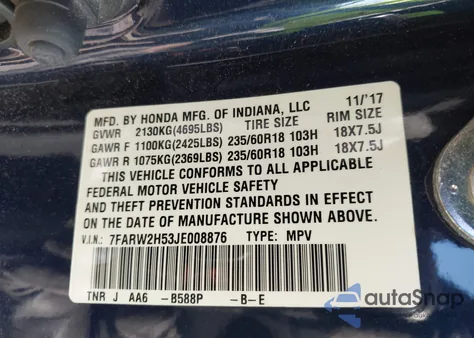 MFD. BY HONDA MFG. OF INDIANA, LLC 11/'17
GVWR 2130KG(4695LBS) TIRE SIZE RIM SIZE
GAWR F 1100KG(2425LBS) 235/60R18 103H 18X7.5J
GAWR R 1075KG(2369LBS) 235/60R18 103H 18X7.5J
THIS VEHICLE CONFORMS TO ALL APPLICABLE
FEDERAL MOTOR VEHICLE SAFETY
AND THEFT PREVENTION STANDARDS IN EFFECT
ON THE DATE OF MANUFACTURE SHOWN ABOVE.
V.I.N.: 7FARW2H53JE008876 TYPE: MPV
TNR J AA6 -B588P -B-E
autoSnap